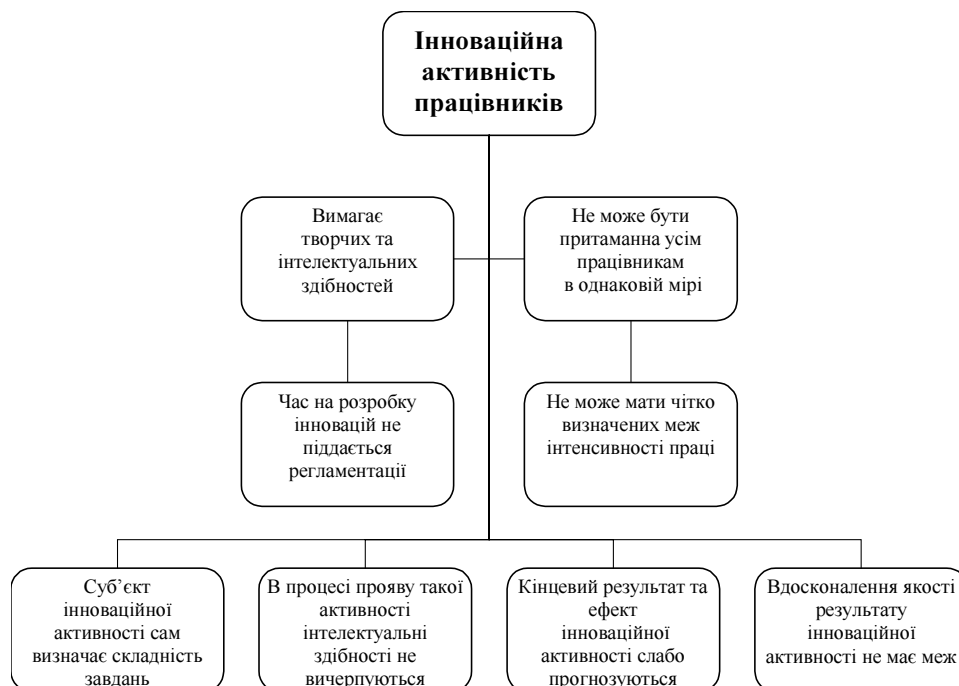 Інноваційна
активність
працівників
Вимагає
творчих та
інтелектуальних
здібностей
Не може бути
притаманна усім
працівникам
в однаковій мірі
Час на розробку
інновацій не
піддається
регламентації
Не може мати чітко
визначених меж
інтенсивності праці
Суб’єкт
інноваційної
активності сам
визначає складність
завдань
В процесі прояву такої
активності
інтелектуальні
здібності не
вичерпуються
Кінцевий результат та
ефект
інноваційної
активності слабо
прогнозуються
Вдосконалення якості
результату
інноваційної
активності не має меж